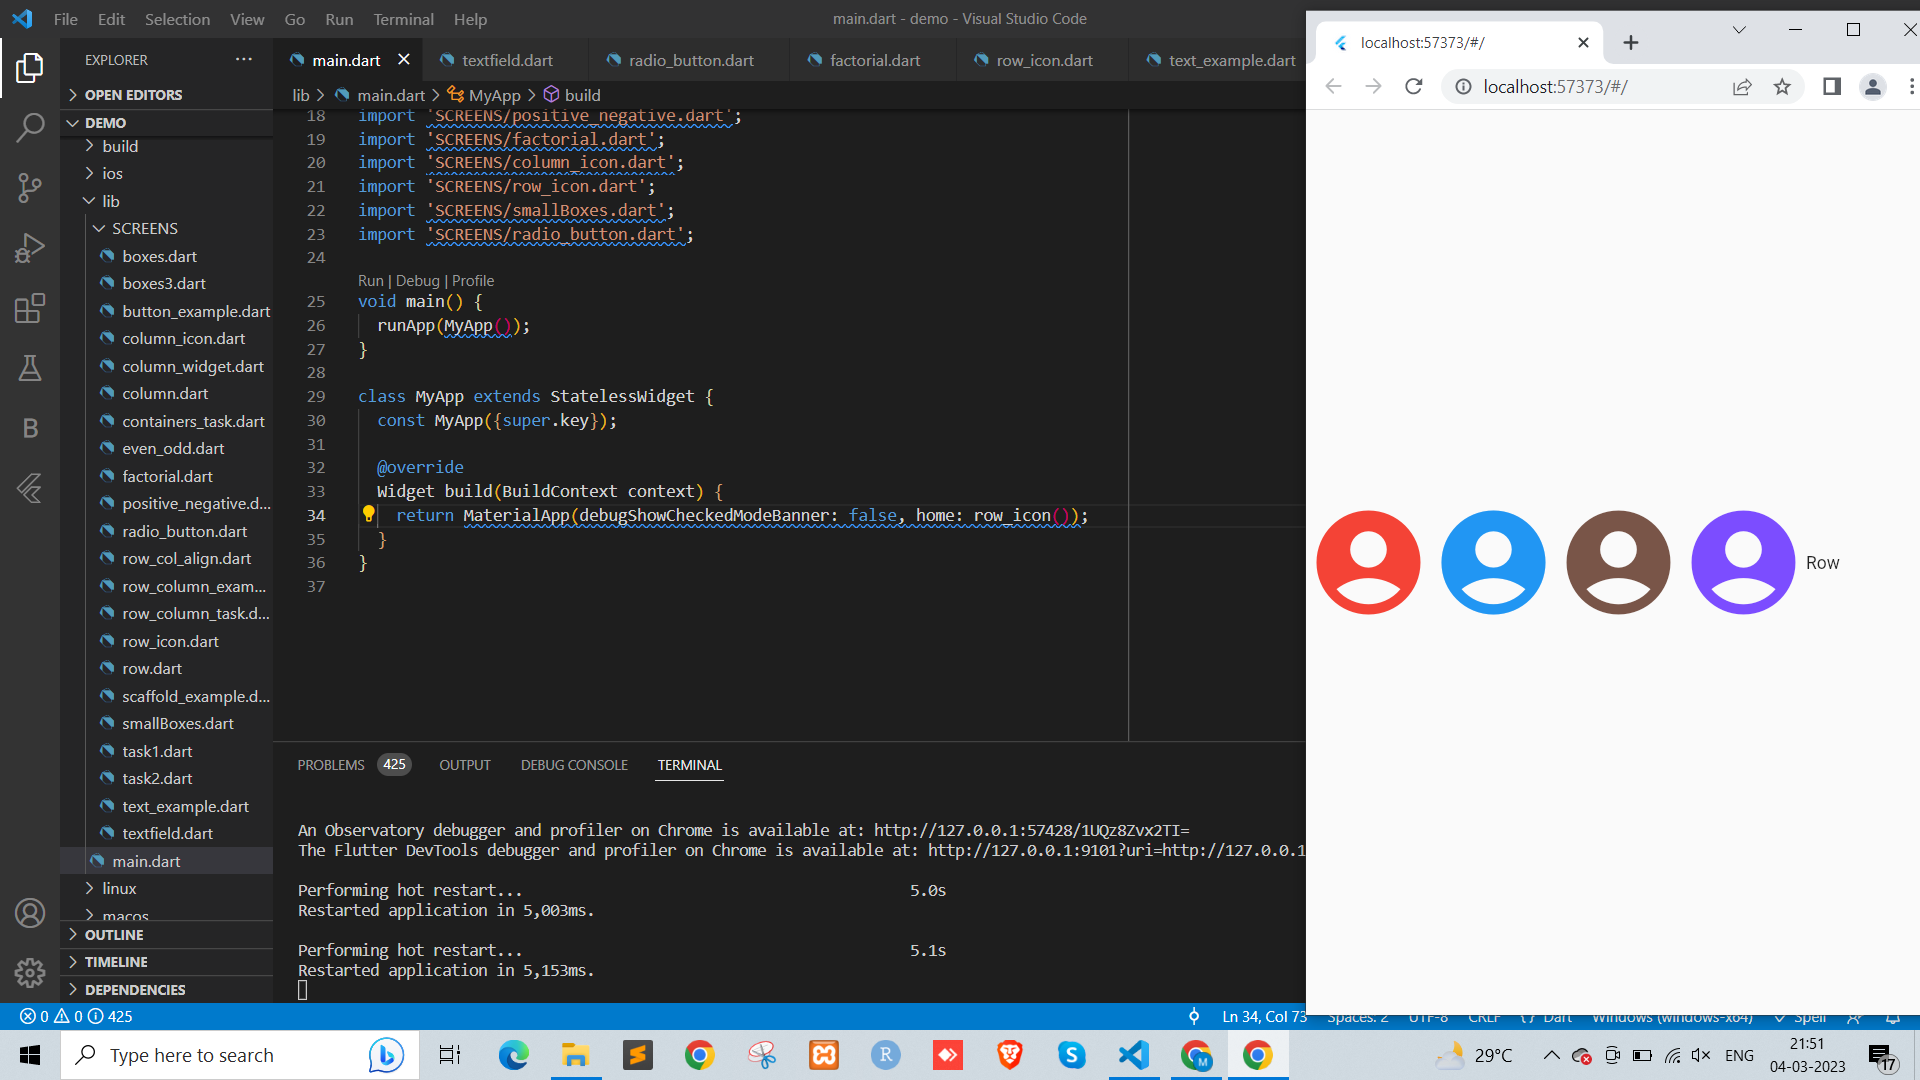 File Edit Selection View Go Run Terminal Help
main.dart - demo - Visual Studio Code
EXPLORER
OPEN EDITORS
DEMO
build
ios
lib
SCREENS
boxes.dart
boxes3.dart
button_example.dart
column_icon.dart
column_widget.dart
column.dart
containers_task.dart
even_odd.dart
factorial.dart
positive_negative.d...
radio_button.dart
row_col_align.dart
row_column_exam...
row_column_task.d...
row_icon.dart
row.dart
scaffold_example.d...
smallBoxes.dart
task1.dart
task2.dart
text_example.dart
textfield.dart
main.dart
linux
macos
OUTLINE
TIMELINE
DEPENDENCIES
main.dart textfield.dart radio_button.dart factorial.dart row_icon.dart text_example.dart
lib > main.dart > MyApp > build
18 import 'SCREENS/positive_negative.dart';
19 import 'SCREENS/factorial.dart';
20 import 'SCREENS/column_icon.dart';
21 import 'SCREENS/row_icon.dart';
22 import 'SCREENS/smallBoxes.dart';
23 import 'SCREENS/radio_button.dart';
24
Run | Debug | Profile
25 void main() {
26 runApp(MyApp());
27 }
28
29 class MyApp extends StatelessWidget {
30 const MyApp({super.key});
31
32 @override
33 Widget build(BuildContext context) {
34 return MaterialApp(debugShowCheckedModeBanner: false, home: row_icon());
35 }
36 }
37
PROBLEMS 425 OUTPUT DEBUG CONSOLE TERMINAL
An Observatory debugger and profiler on Chrome is available at: http://127.0.0.1:57428/1UQz8Zvx2TI=
The Flutter DevTools debugger and profiler on Chrome is available at: http://127.0.0.1:9101?uri=http://127.0.0.1
Performing hot restart... 5.0s
Restarted application in 5,003ms.
Performing hot restart... 5.1s
Restarted application in 5,153ms.
0 0 425
Ln 34, Col 73 Spaces: 2 UTF-8 CRLF {} Dart Windows (windows-x64) Spell
localhost:57373/#/
localhost:57373/#/
Row
Type here to search
29°C
ENG
21:51
04-03-2023
17